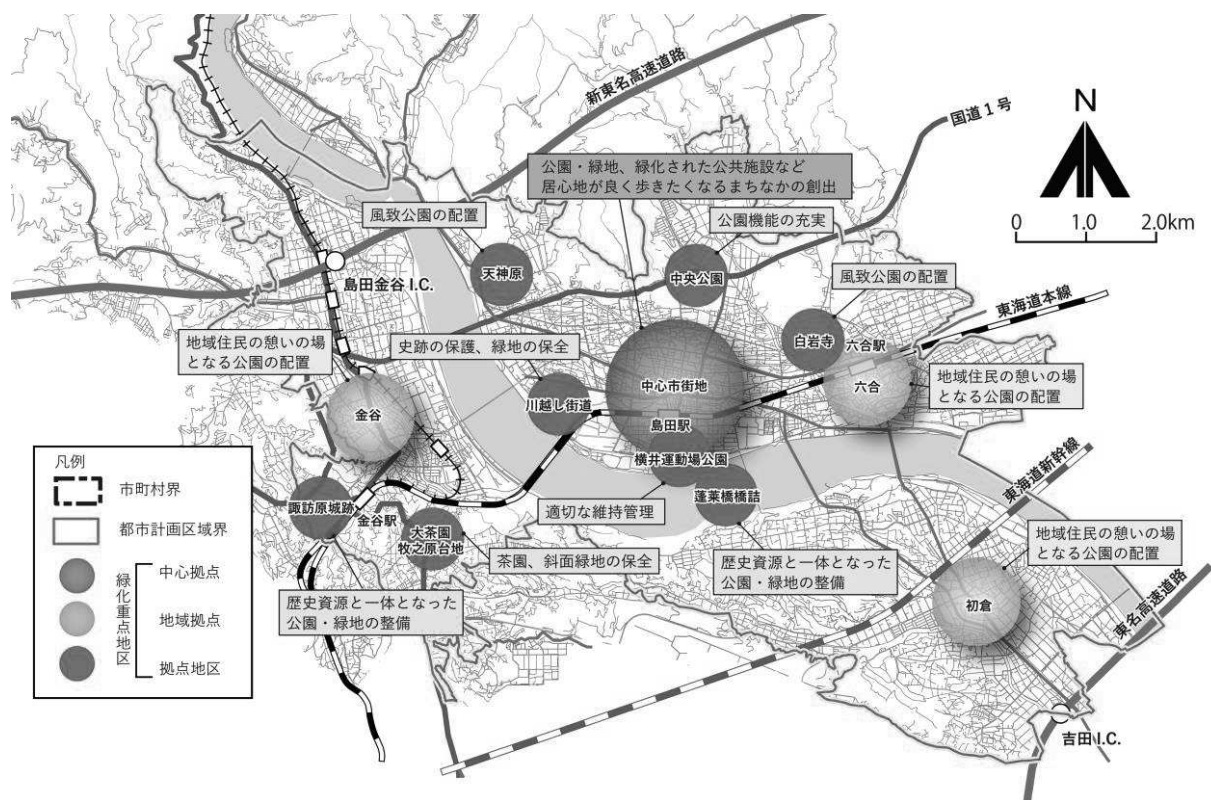 新東名高速道路
国道1号
N
0 1.0 2.0km
公園・緑地、緑化された公共施設など
居心地が良く歩きたくなるまちなかの創出
風致公園の配置
公園機能の充実
天神原
中央公園
島田金谷 I.C.
風致公園の配置
東海道本線
地域住民の憩いの場
となる公園の配置
史跡の保護、緑地の保全
白岩寺
六合駅
中心市街地
六合
地域住民の憩いの場
となる公園の配置
金谷
川越し街道
島田駅
横井運動場公園
蓬莱橋橋詰
東海道新幹線
諏訪原城跡
金谷駅
大茶園
牧之原台地
適切な維持管理
地域住民の憩いの場
となる公園の配置
茶園、斜面緑地の保全
歴史資源と一体となった
公園・緑地の整備
歴史資源と一体となった
公園・緑地の整備
初倉
東名高速道路
吉田 I.C.
凡例
市町村界
都市計画区域界
緑化重点地区
中心拠点
地域拠点
拠点地区